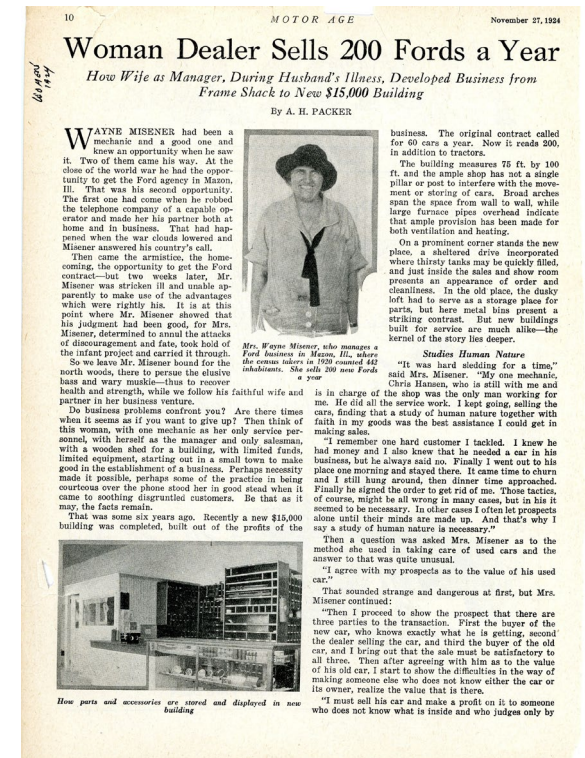 10
MOTOR AGE
November 27, 1924
WOMEN
1924
Woman Dealer Sells 200 Fords a Year
How Wife as Manager, During Husband's Illness, Developed Business from
Frame Shack to New $15,000 Building
By A. H. PACKER
WAYNE MISENER had been a
mechanic and a good one and
knew an opportunity when he saw
it. Two of them came his way. At the
close of the world war he had the oppor-
tunity to get the Ford agency in Mazon,
Ill. That was his second opportunity.
The first one had come when he robbed
the telephone company of a capable op-
erator and made her his partner both at
home and in business. That had hap-
pened when the war clouds lowered and
Misener answered his country's call.
Then came the armistice, the home-
coming, the opportunity to get the Ford
contract—but two weeks later, Mr.
Misener was stricken ill and unable ap-
parently to make use of the advantages
which were rightly his. It is at this
point where Mr. Misener showed that
his judgment had been good, for Mrs.
Misener, determined to annul the attacks
of discouragement and fate, took hold of
the infant project and carried it through.
So we leave Mr. Misener bound for the
north woods, there to persue the elusive
bass and wary muskie—thus to recover
health and strength, while we follow his faithful wife and
partner in her business venture.
Do business problems confront you? Are there times
when it seems as if you want to give up? Then think of
this woman, with one mechanic as her only service per-
sonnel, with herself as the manager and only salesman,
with a wooden shed for a building, with limited funds,
limited equipment, starting out in a small town to make
good in the establishment of a business. Perhaps necessity
made it possible, perhaps some of the practice in being
courteous over the phone stood her in good stead when it
came to soothing disgruntled customers. Be that as it
may, the facts remain.
That was some six years ago. Recently a new $15,000
building was completed, built out of the profits of the
Mrs. Wayne Misener, who manages a
Ford business in Mazon, Ill., where
the census takers in 1920 counted 442
inhabitants. She sells 200 new Fords
a year
How parts and accessories are stored and displayed in new
building
business. The original contract called
for 60 cars a year. Now it reads 200,
in addition to tractors.
The building measures 75 ft. by 100
ft. and the ample shop has not a single
pillar or post to interfere with the move-
ment or storing of cars. Broad arches
span the space from wall to wall, while
large furnace pipes overhead indicate
that ample provision has been made for
both ventilation and heating.
On a prominent corner stands the new
place, a sheltered drive incorporated
where thirsty tanks may be quickly filled,
and just inside the sales and show room
presents an appearance of order and
cleanliness. In the old place, the dusky
loft had to serve as a storage place for
parts, but here metal bins present a
striking contrast. But new buildings
built for service are much alike—the
kernel of the story lies deeper.
Studies Human Nature
"It was hard sledding for a time,"
said Mrs. Misener. "My one mechanic,
Chris Hansen, who is still with me and
is in charge of the shop was the only man working for
me. He did all the service work. I kept going, selling the
cars, finding that a study of human nature together with
faith in my goods was the best assistance I could get in
making sales.
"I remember one hard customer I tackled. I knew he
had money and I also knew that he needed a car in his
business, but he always said no. Finally I went out to his
place one morning and stayed there. It came time to churn
and I still hung around, then dinner time approached.
Finally he signed the order to get rid of me. Those tactics,
of course, might be all wrong in many cases, but in his it
seemed to be necessary. In other cases I often let prospects
alone until their minds are made up. And that's why I
say a study of human nature is necessary."
Then a question was asked Mrs. Misener as to the
method she used in taking care of used cars and the
answer to that was quite unusual.
"I agree with my prospects as to the value of his used
car."
That sounded strange and dangerous at first, but Mrs.
Misener continued:
"Then I proceed to show the prospect that there are
three parties to the transaction. First the buyer of the
new car, who knows exactly what he is getting, second
the dealer selling the car, and third the buyer of the old
car, and I bring out that the sale must be satisfactory to
all three. Then after agreeing with him as to the value
of his old car, I start to show the difficulties in the way of
making someone else who does not know either the car or
its owner, realize the value that is there.
"I must sell his car and make a profit on it to someone
who does not know what is inside and who judges only by